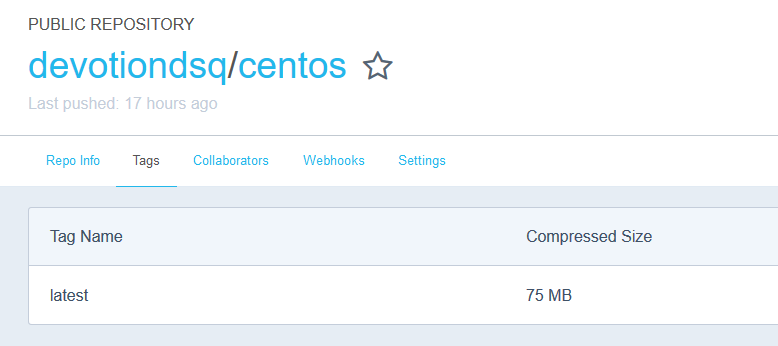 PUBLIC REPOSITORY
devotiondsq/centos
Last pushed: 17 hours ago
Repo Info Tags Collaborators Webhooks Settings
Tag Name Compressed Size
latest 75 MB